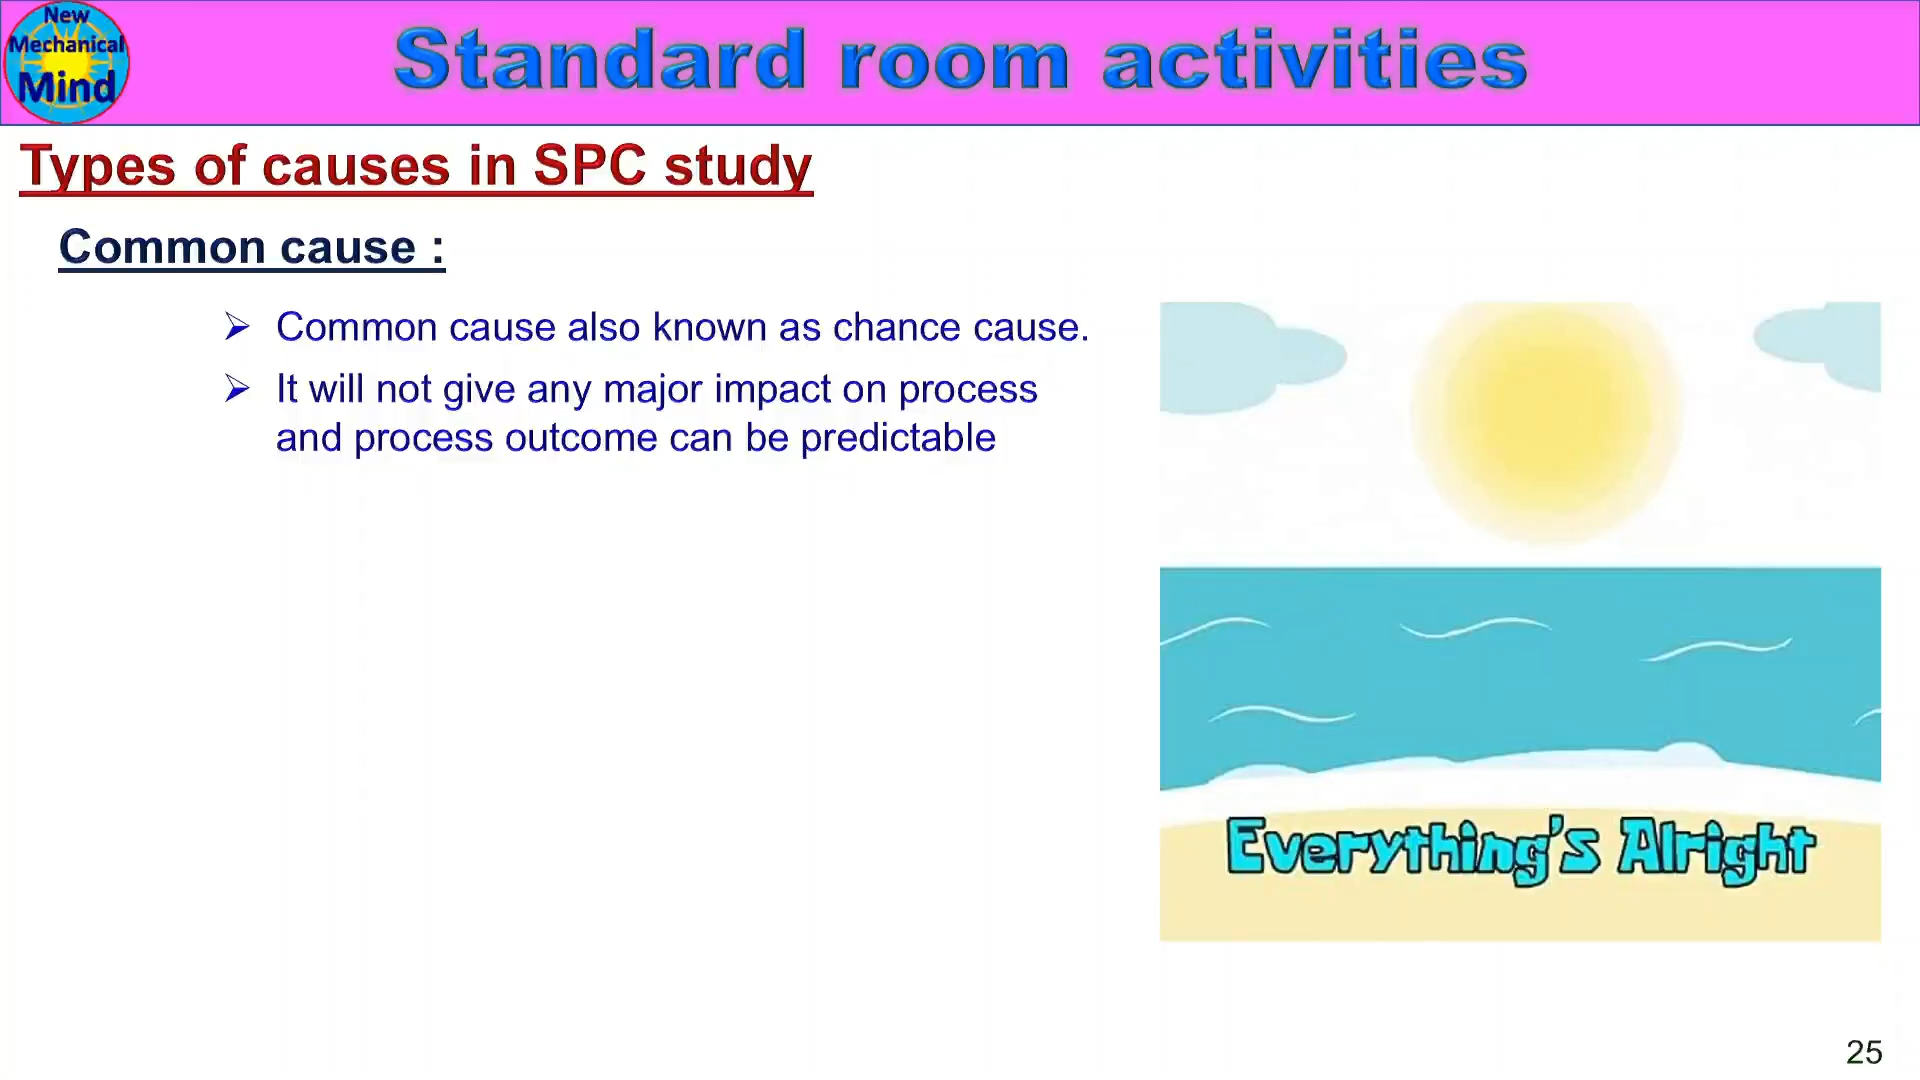 New
Mechanical
Mind
Standard room activities
Types of causes in SPC study
Common cause :
➢ Common cause also known as chance cause.
➢ It will not give any major impact on process
and process outcome can be predictable
Everything's Alright
25